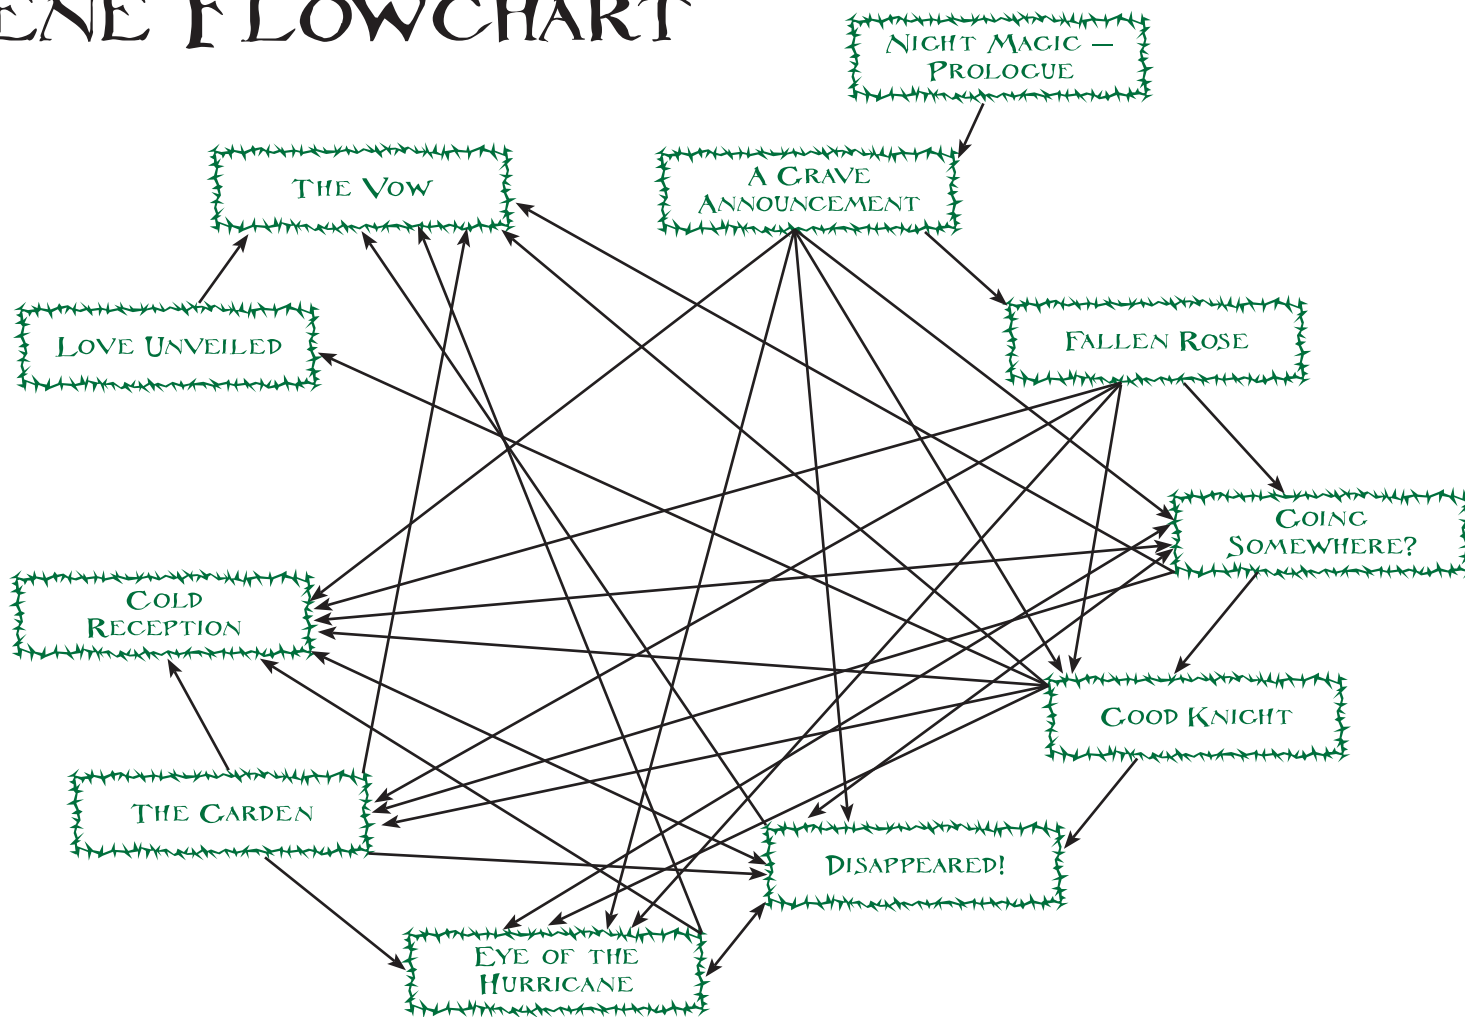 ENE FLOWCHART
NIGHT MAGIC —
PROLOGUE
THE VOW
A GRAVE
ANNOUNCEMENT
LOVE UNVEILED
FALLEN ROSE
GOING
SOMEWHERE?
COLD
RECEPTION
GOOD KNIGHT
THE GARDEN
DISAPPEARED!
EYE OF THE
HURRICANE